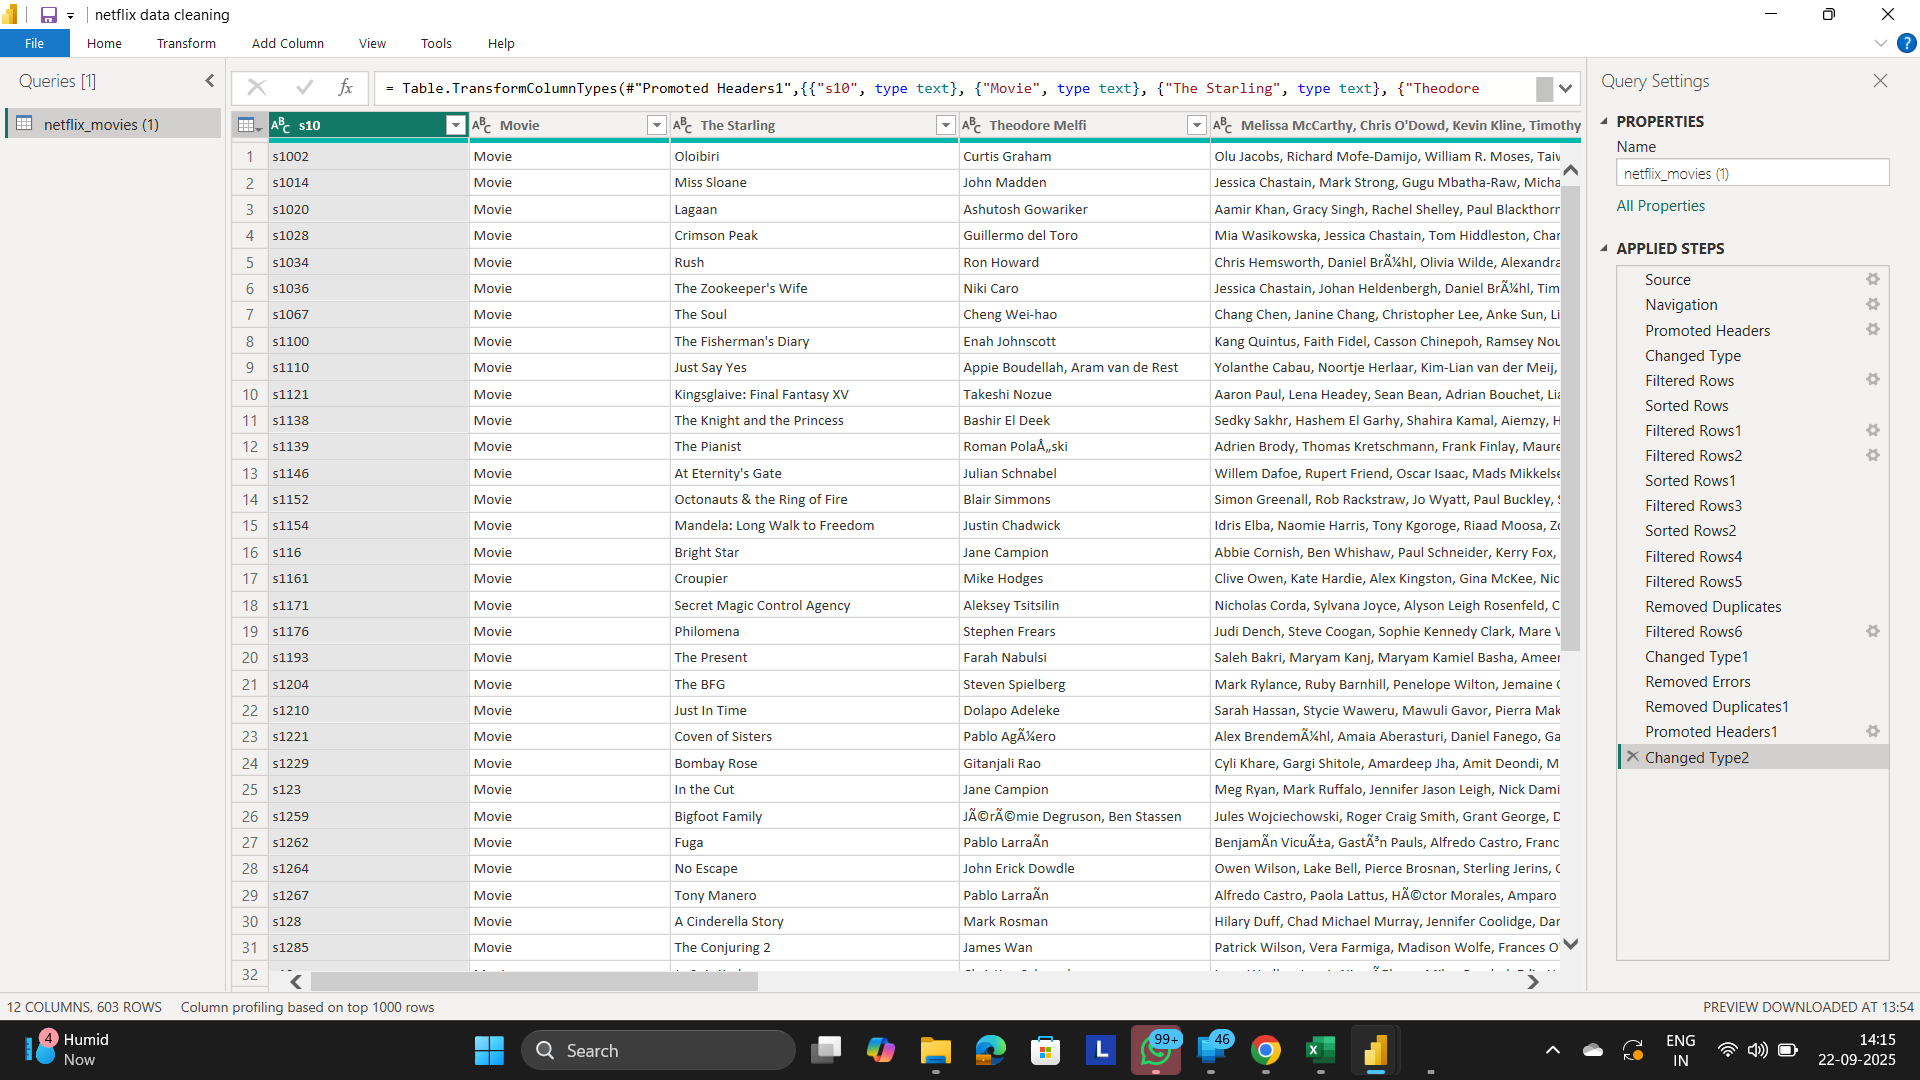 netflix data cleaning
File Home Transform Add Column View Tools Help
Queries [1]
netflix_movies (1)
fx = Table.TransformColumnTypes(#"Promoted Headers1",{{"s10", type text}, {"Movie", type text}, {"The Starling", type text}, {"Theodore
s10 Movie The Starling Theodore Melfi Melissa McCarthy, Chris O'Dowd, Kevin Kline, Timothy
1 s1002 Movie Oloibiri Curtis Graham Olu Jacobs, Richard Mofe-Damijo, William R. Moses, Taiw
2 s1014 Movie Miss Sloane John Madden Jessica Chastain, Mark Strong, Gugu Mbatha-Raw, Micha
3 s1020 Movie Lagaan Ashutosh Gowariker Aamir Khan, Gracy Singh, Rachel Shelley, Paul Blackthorn
4 s1028 Movie Crimson Peak Guillermo del Toro Mia Wasikowska, Jessica Chastain, Tom Hiddleston, Char
5 s1034 Movie Rush Ron Howard Chris Hemsworth, Daniel BrÃ¼hl, Olivia Wilde, Alexandra
6 s1036 Movie The Zookeeper's Wife Niki Caro Jessica Chastain, Johan Heldenbergh, Daniel BrÃ¼hl, Tim
7 s1067 Movie The Soul Cheng Wei-hao Chang Chen, Janine Chang, Christopher Lee, Anke Sun, Li
8 s1100 Movie The Fisherman's Diary Enah Johnscott Kang Quintus, Faith Fidel, Casson Chinepoh, Ramsey Nou
9 s1110 Movie Just Say Yes Appie Boudellah, Aram van de Rest Yolanthe Cabau, Noortje Herlaar, Kim-Lian van der Meij,
10 s1121 Movie Kingsglaive: Final Fantasy XV Takeshi Nozue Aaron Paul, Lena Headey, Sean Bean, Adrian Bouchet, Lia
11 s1138 Movie The Knight and the Princess Bashir El Deek Sedky Sakhr, Hashem El Garhy, Shahira Kamal, Aiemzy, H
12 s1139 Movie The Pianist Roman PolaÅ„ski Adrien Brody, Thomas Kretschmann, Frank Finlay, Maure
13 s1146 Movie At Eternity's Gate Julian Schnabel Willem Dafoe, Rupert Friend, Oscar Isaac, Mads Mikkelse
14 s1152 Movie Octonauts & the Ring of Fire Blair Simmons Simon Greenall, Rob Rackstraw, Jo Wyatt, Paul Buckley, S
15 s1154 Movie Mandela: Long Walk to Freedom Justin Chadwick Idris Elba, Naomie Harris, Tony Kgoroge, Riaad Moosa, Zo
16 s116 Movie Bright Star Jane Campion Abbie Cornish, Ben Whishaw, Paul Schneider, Kerry Fox,
17 s1161 Movie Croupier Mike Hodges Clive Owen, Kate Hardie, Alex Kingston, Gina McKee, Nic
18 s1171 Movie Secret Magic Control Agency Aleksey Tsitsilin Nicholas Corda, Sylvana Joyce, Alyson Leigh Rosenfeld, C
19 s1176 Movie Philomena Stephen Frears Judi Dench, Steve Coogan, Sophie Kennedy Clark, Mare W
20 s1193 Movie The Present Farah Nabulsi Saleh Bakri, Maryam Kanj, Maryam Kamiel Basha, Ameer
21 s1204 Movie The BFG Steven Spielberg Mark Rylance, Ruby Barnhill, Penelope Wilton, Jemaine C
22 s1210 Movie Just In Time Dolapo Adeleke Sarah Hassan, Stycie Waweru, Mawuli Gavor, Pierra Mak
23 s1221 Movie Coven of Sisters Pablo AgÃ¼ero Alex BrendemÃ¼hl, Amaia Aberasturi, Daniel Fanego, Ga
24 s1229 Movie Bombay Rose Gitanjali Rao Cyli Khare, Gargi Shitole, Amardeep Jha, Amit Deondi, M
25 s123 Movie In the Cut Jane Campion Meg Ryan, Mark Ruffalo, Jennifer Jason Leigh, Nick Dami
26 s1259 Movie Bigfoot Family JÃ©rÃ©mie Degruson, Ben Stassen Jules Wojciechowski, Roger Craig Smith, Grant George, D
27 s1262 Movie Fuga Pablo LarraÃn BenjamÃn VicuÃ±a, GastÃ³n Pauls, Alfredo Castro, Franc
28 s1264 Movie No Escape John Erick Dowdle Owen Wilson, Lake Bell, Pierce Brosnan, Sterling Jerins, C
29 s1267 Movie Tony Manero Pablo LarraÃn Alfredo Castro, Paola Lattus, HÃ©ctor Morales, Amparo
30 s128 Movie A Cinderella Story Mark Rosman Hilary Duff, Chad Michael Murray, Jennifer Coolidge, Dan
31 s1285 Movie The Conjuring 2 James Wan Patrick Wilson, Vera Farmiga, Madison Wolfe, Frances O'
32
Query Settings
PROPERTIES
Name
netflix_movies (1)
All Properties
APPLIED STEPS
Source
Navigation
Promoted Headers
Changed Type
Filtered Rows
Sorted Rows
Filtered Rows1
Filtered Rows2
Sorted Rows1
Filtered Rows3
Sorted Rows2
Filtered Rows4
Filtered Rows5
Removed Duplicates
Filtered Rows6
Changed Type1
Removed Errors
Removed Duplicates1
Promoted Headers1
Changed Type2
12 COLUMNS, 603 ROWS Column profiling based on top 1000 rows PREVIEW DOWNLOADED AT 13:54
4 Humid
Now
Search
99+
46
ENG
IN
14:15
22-09-2025